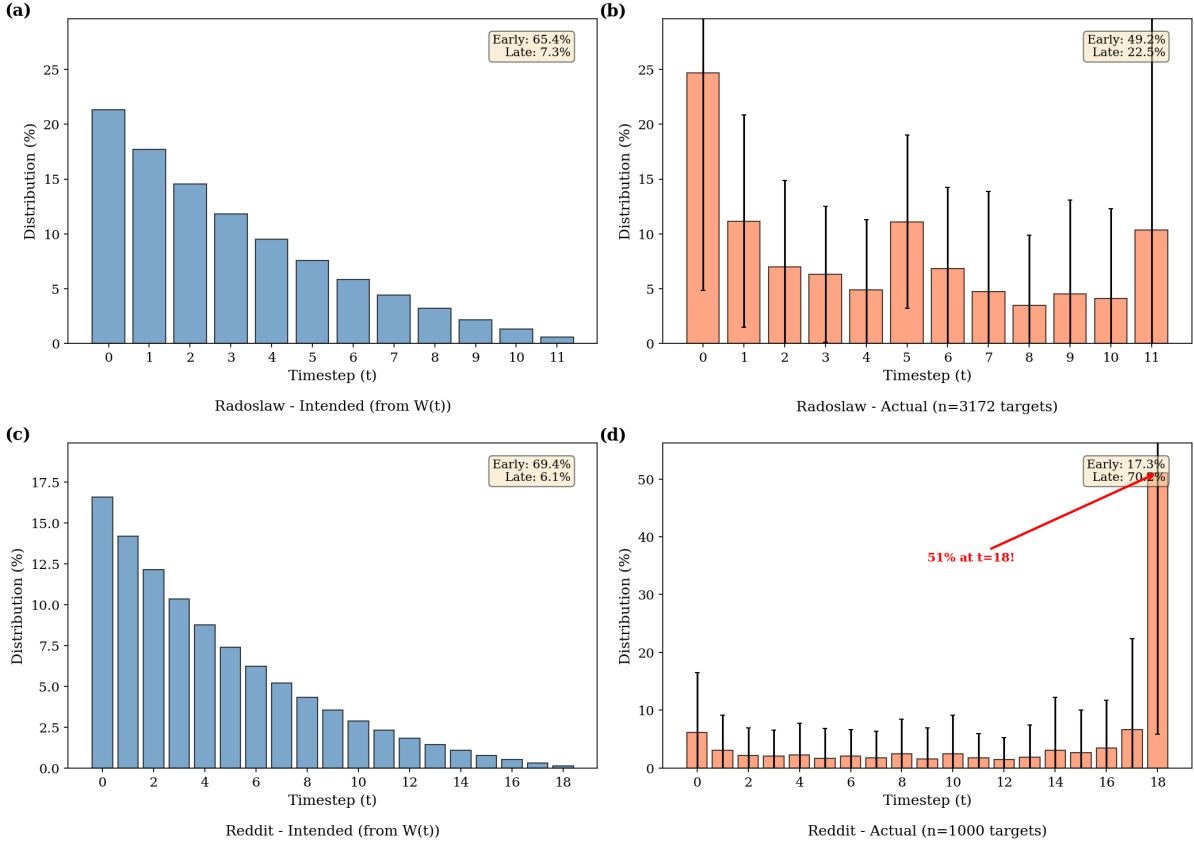 (a)
Early: 65.4%
Late: 7.3%
Distribution (%)
25
20
15
10
5
0
0 1 2 3 4 5 6 7 8 9 10 11
Timestep (t)
Radoslaw - Intended (from W(t))
(b)
Early: 49.2%
Late: 22.5%
Distribution (%)
25
20
15
10
5
0
0 1 2 3 4 5 6 7 8 9 10 11
Timestep (t)
Radoslaw - Actual (n=3172 targets)
(c)
Early: 69.4%
Late: 6.1%
Distribution (%)
17.5
15.0
12.5
10.0
7.5
5.0
2.5
0.0
0 2 4 6 8 10 12 14 16 18
Timestep (t)
Reddit - Intended (from W(t))
(d)
Early: 17.3%
Late: 70.2%
51% at t=18!
Distribution (%)
50
40
30
20
10
0
0 2 4 6 8 10 12 14 16 18
Timestep (t)
Reddit - Actual (n=1000 targets)